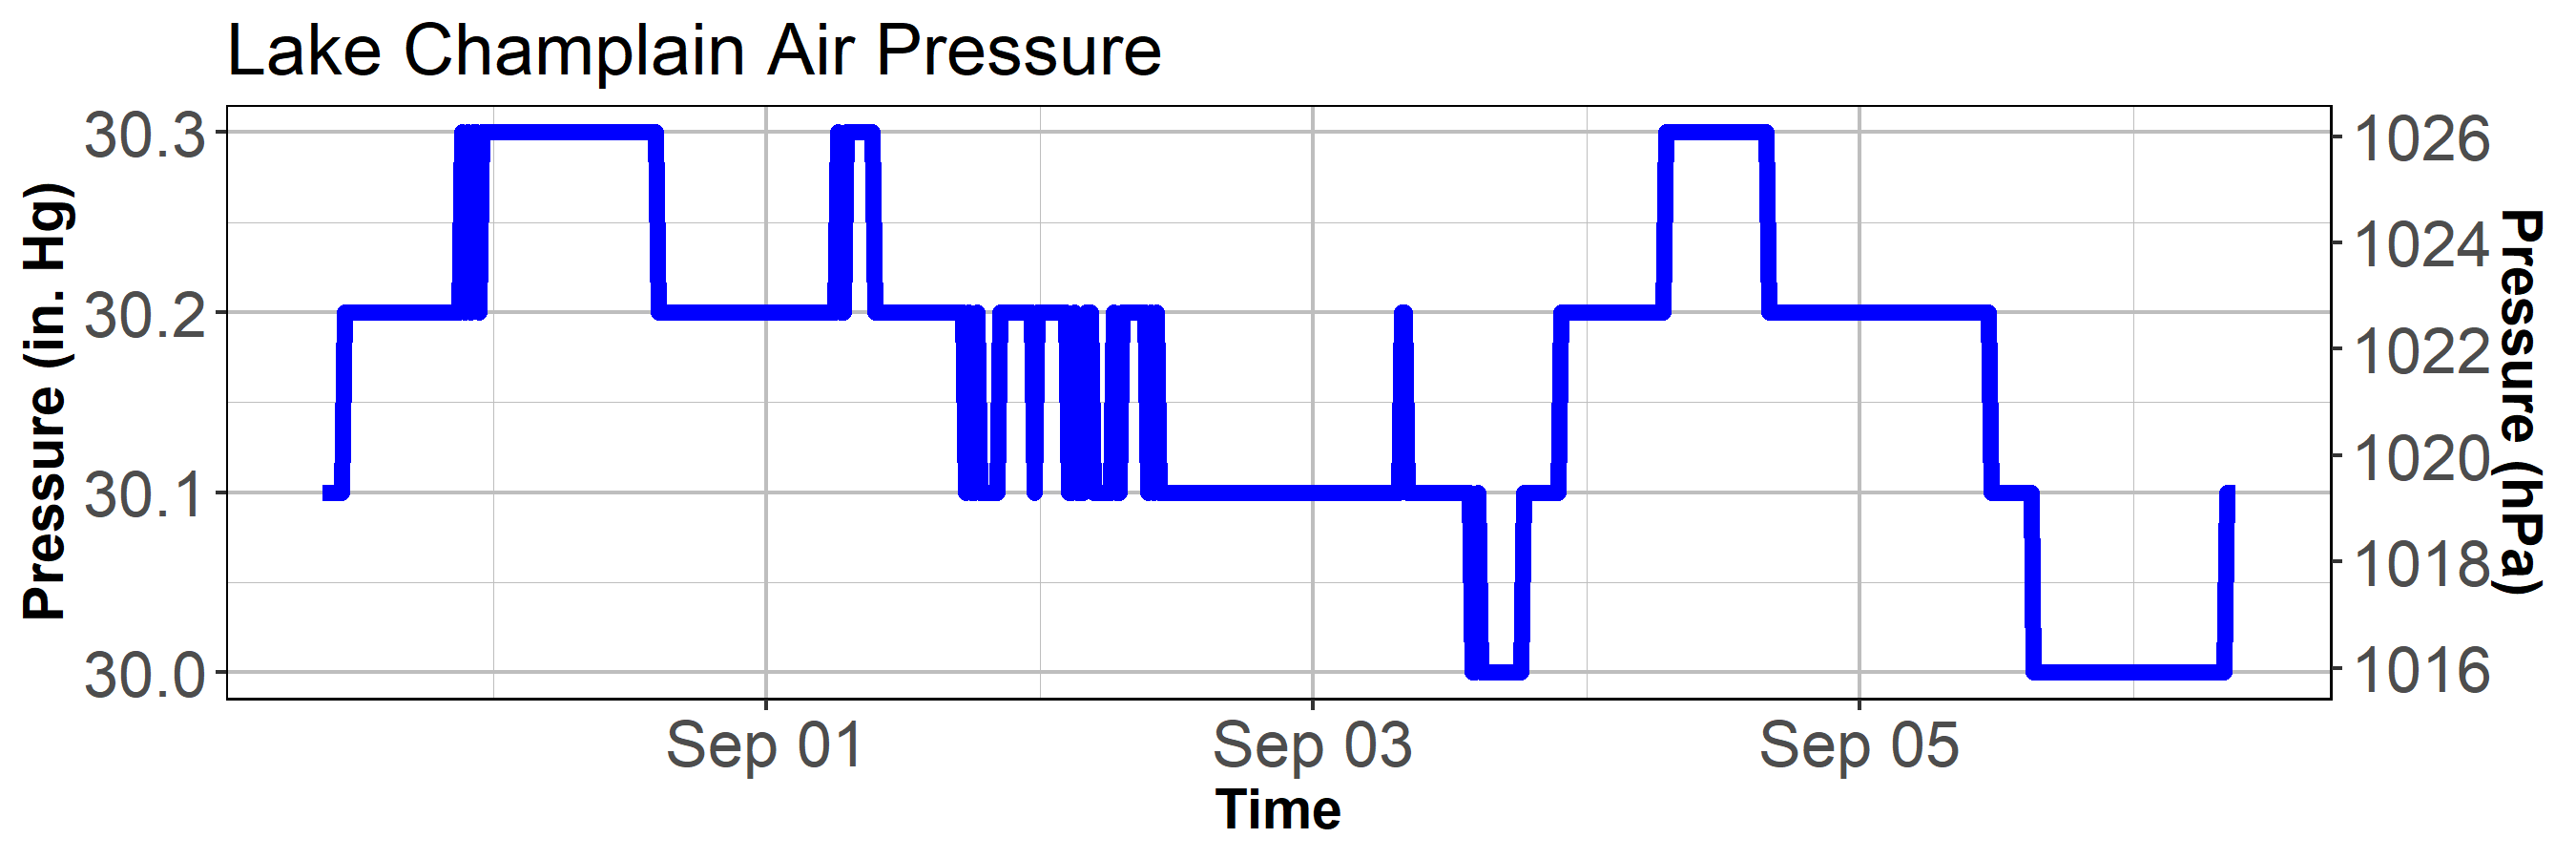 Lake Champlain Air Pressure
Pressure (in. Hg)
30.3
30.2
30.1
30.0
1026
1024
1022
1020
1018
1016
Pressure (hPa)
Sep 01 Sep 03 Sep 05
Time